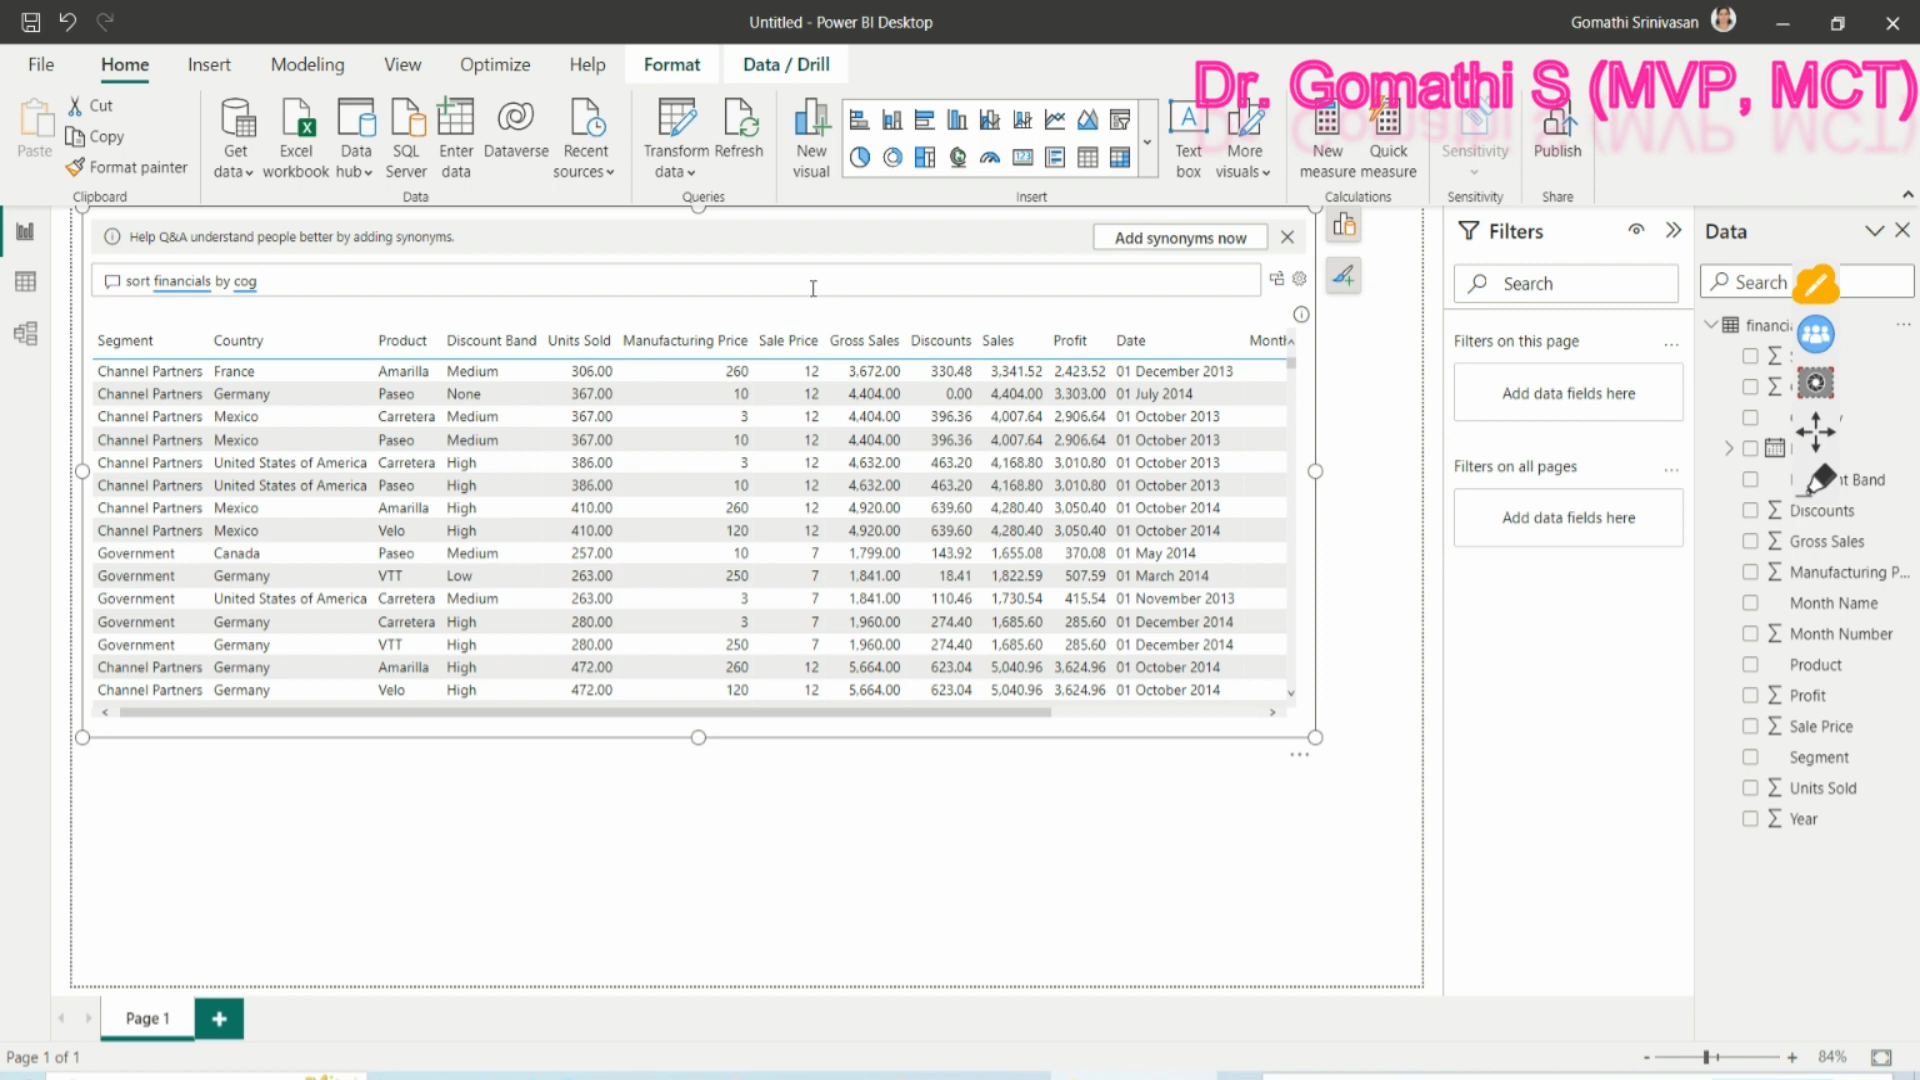 Untitled - Power BI Desktop
Gomathi Srinivasan
File Home Insert Modeling View Optimize Help Format Data / Drill
Dr. Gomathi S (MVP, MCT)
Paste
Cut
Copy
Format painter
Clipboard
Get data
Excel workbook
Data hub
SQL Server
Enter data
Dataverse
Recent sources
Data
Transform data
Refresh
Queries
New visual
Insert
Text box
More visuals
New measure
Quick measure
Calculations
Sensitivity
Sensitivity
Publish
Share
Help Q&A understand people better by adding synonyms.
Add synonyms now
sort financials by cog
Segment Country Product Discount Band Units Sold Manufacturing Price Sale Price Gross Sales Discounts Sales Profit Date Month
Channel Partners France Amarilla Medium 306.00 260 12 3,672.00 330.48 3,341.52 2,423.52 01 December 2013
Channel Partners Germany Paseo None 367.00 10 12 4,404.00 0.00 4,404.00 3,303.00 01 July 2014
Channel Partners Mexico Carretera Medium 367.00 3 12 4,404.00 396.36 4,007.64 2,906.64 01 October 2013
Channel Partners Mexico Paseo Medium 367.00 10 12 4,404.00 396.36 4,007.64 2,906.64 01 October 2013
Channel Partners United States of America Carretera High 386.00 3 12 4,632.00 463.20 4,168.80 3,010.80 01 October 2013
Channel Partners United States of America Paseo High 386.00 10 12 4,632.00 463.20 4,168.80 3,010.80 01 October 2013
Channel Partners Mexico Amarilla High 410.00 260 12 4,920.00 639.60 4,280.40 3,050.40 01 October 2014
Channel Partners Mexico Velo High 410.00 120 12 4,920.00 639.60 4,280.40 3,050.40 01 October 2014
Government Canada Paseo Medium 257.00 10 7 1,799.00 143.92 1,655.08 370.08 01 May 2014
Government Germany VTT Low 263.00 250 7 1,841.00 18.41 1,822.59 507.59 01 March 2014
Government United States of America Carretera Medium 263.00 3 7 1,841.00 110.46 1,730.54 415.54 01 November 2013
Government Germany Carretera High 280.00 3 7 1,960.00 274.40 1,685.60 285.60 01 December 2014
Government Germany VTT High 280.00 250 7 1,960.00 274.40 1,685.60 285.60 01 December 2014
Channel Partners Germany Amarilla High 472.00 260 12 5,664.00 623.04 5,040.96 3,624.96 01 October 2014
Channel Partners Germany Velo High 472.00 120 12 5,664.00 623.04 5,040.96 3,624.96 01 October 2014
Filters
Search
Filters on this page
Add data fields here
Filters on all pages
Add data fields here
Data
Search
Discounts
Gross Sales
Manufacturing P...
Month Name
Month Number
Product
Profit
Sale Price
Segment
Units Sold
Year
Page 1
Page 1 of 1
84%